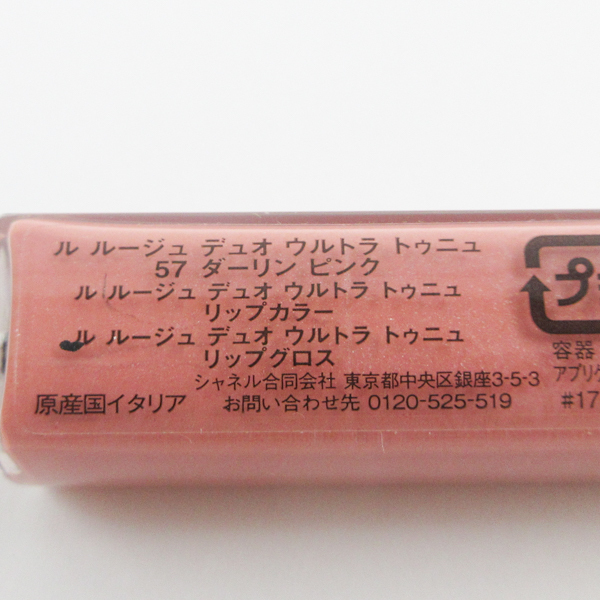 ル ルージュ デュオ ウルトラ トゥニュ
57 ダーリン ピンク
ル ルージュ デュオ ウルトラ トゥニュ
リップカラー
ル ルージュ デュオ ウルトラ トゥニュ
リップグロス
シャネル合同会社 東京都中央区銀座3-5-3
原産国イタリア お問い合わせ先 0120-525-519
プ
容器
アプリ
#17